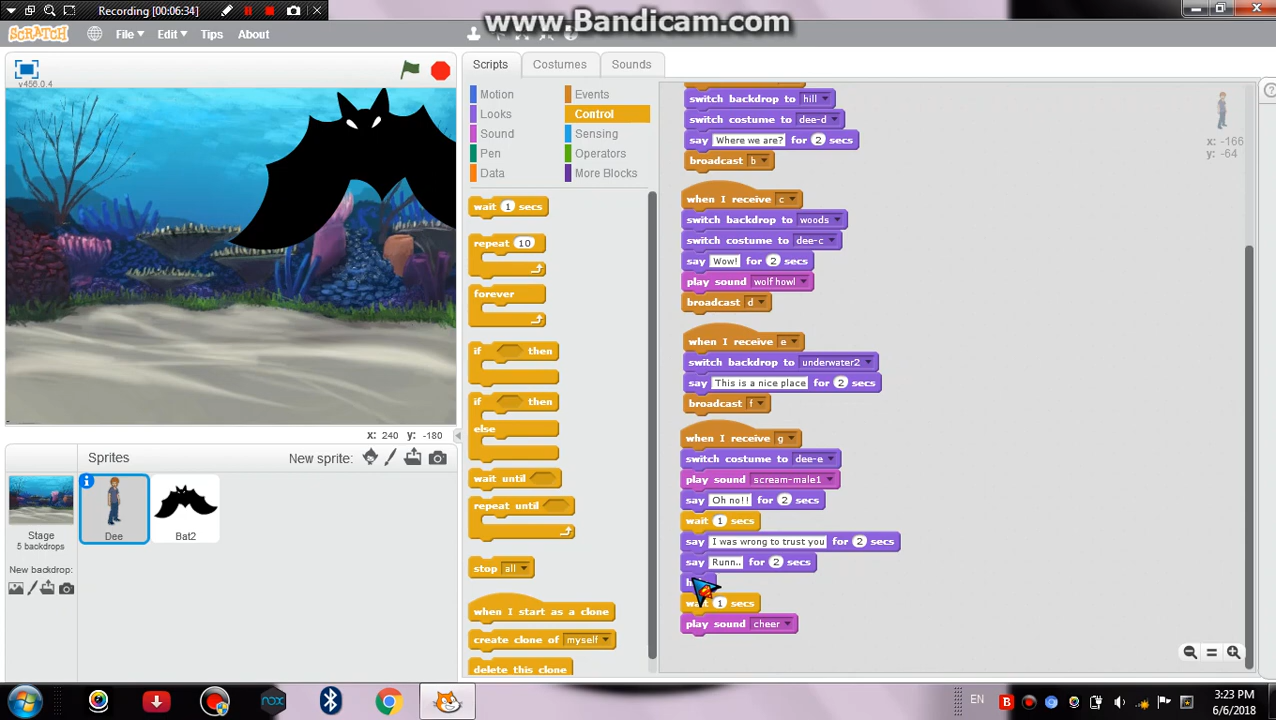 Recording [00:06:34]
www.Bandicam.com
SCRATCH File Edit Tips About
v456.0.4
Scripts Costumes Sounds
Motion Events
Looks Control
Sound Sensing
Pen Operators
Data More Blocks
wait 1 secs
repeat 10
forever
if then
if then
else
wait until
repeat until
stop all
when I start as a clone
create clone of myself
delete this clone
switch backdrop to hill
switch costume to dee-d
say Where we are? for 2 secs
broadcast b
when I receive c
switch backdrop to woods
switch costume to dee-c
say Wow! for 2 secs
play sound wolf howl
broadcast d
when I receive e
switch backdrop to underwater2
say This is a nice place for 2 secs
broadcast f
when I receive g
switch costume to dee-e
play sound scream-male1
say Oh no!! for 2 secs
wait 1 secs
say I was wrong to trust you for 2 secs
say Runn.. for 2 secs
wait 1 secs
play sound cheer
x: -166
y: -64
x: 240 y: -180
Sprites New sprite:
Stage
5 backdrops
New backdrop:
Dee
Bat2
EN
3:23 PM
6/6/2018